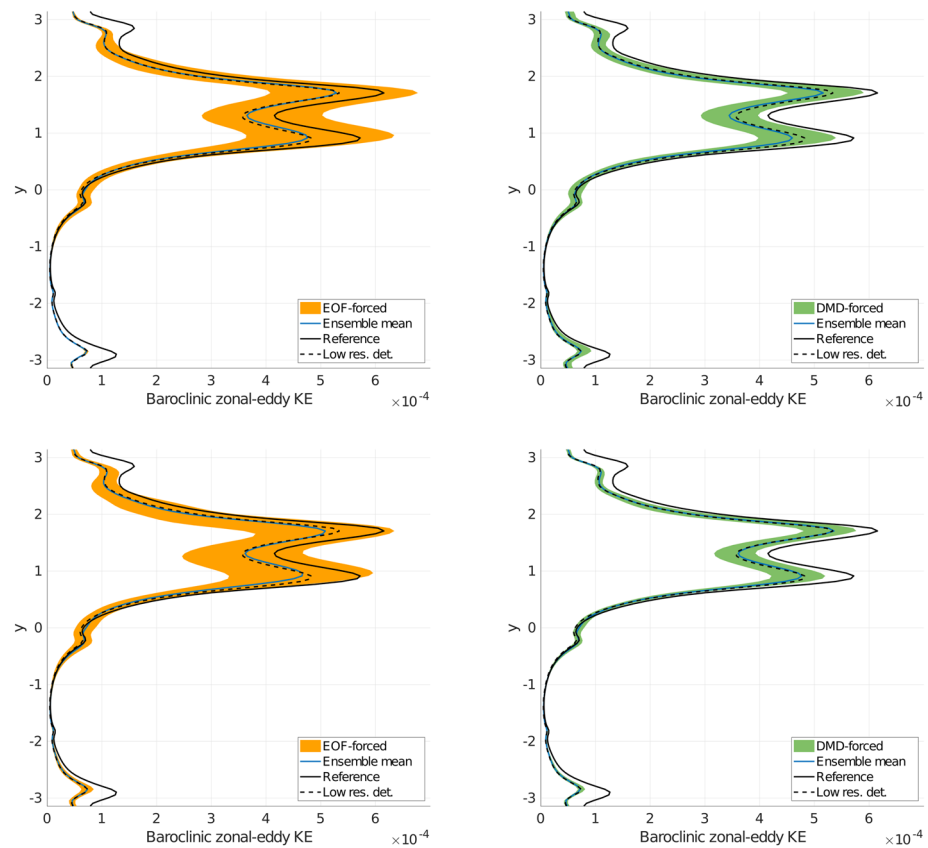 3
2
1
0
-1
-2
-3
y
EOF-forced
Ensemble mean
Reference
Low res. det.
0 1 2 3 4 5 6
Baroclinic zonal-eddy KE
×10-4
3
2
1
0
-1
-2
-3
y
DMD-forced
Ensemble mean
Reference
Low res. det.
0 1 2 3 4 5 6
Baroclinic zonal-eddy KE
×10-4
3
2
1
0
-1
-2
-3
y
EOF-forced
Ensemble mean
Reference
Low res. det.
0 1 2 3 4 5 6
Baroclinic zonal-eddy KE
×10-4
3
2
1
0
-1
-2
-3
y
DMD-forced
Ensemble mean
Reference
Low res. det.
0 1 2 3 4 5 6
Baroclinic zonal-eddy KE
×10-4